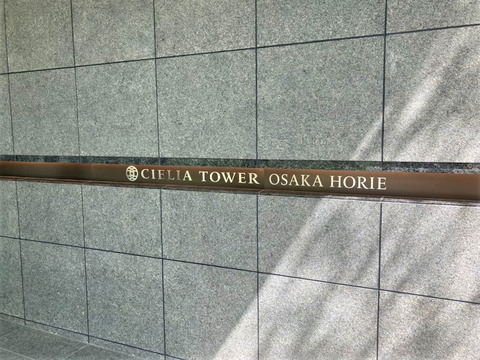 CIELIA TOWER OSAKA HORIE